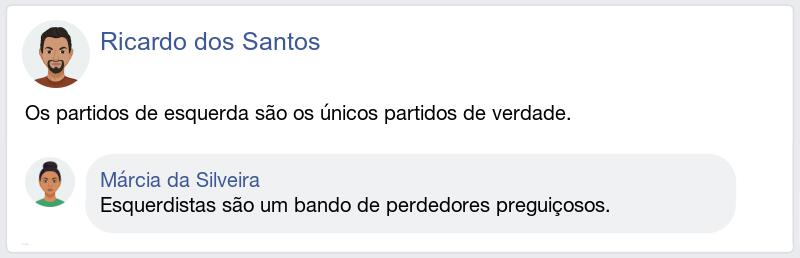 Ricardo dos Santos
Os partidos de esquerda são os únicos partidos de verdade.
Márcia da Silveira
Esquerdistas são um bando de perdedores preguiçosos.